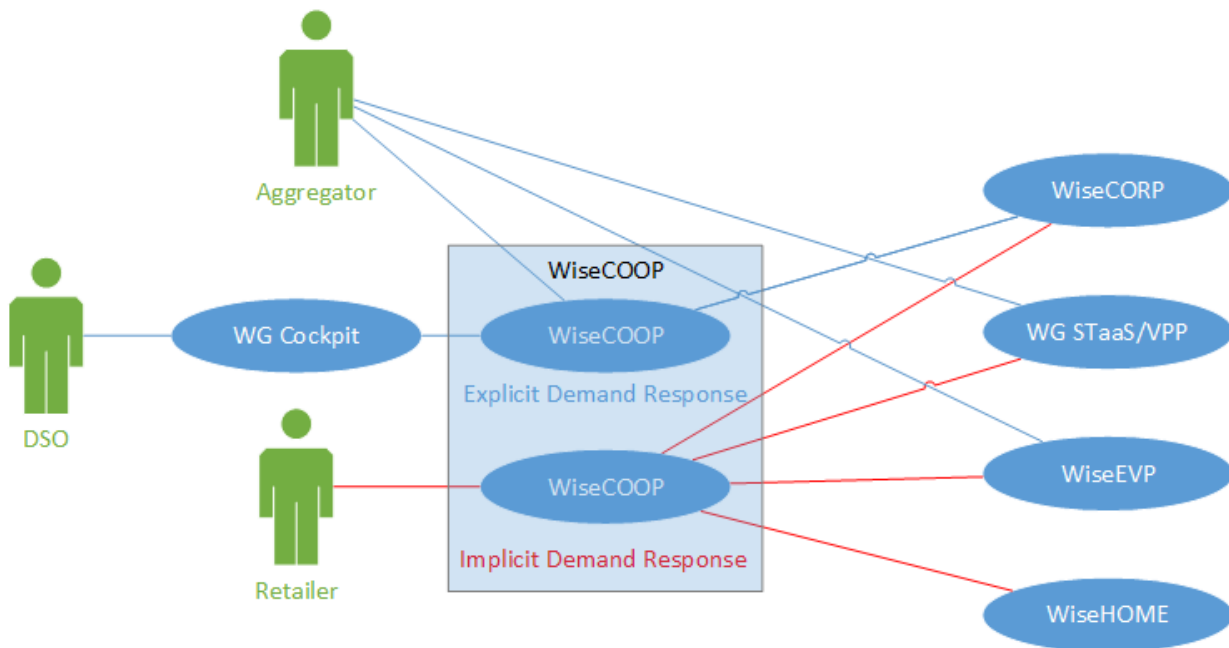 Aggregator
WiseCORP
WiseCOOP
WG Cockpit
WiseCOOP
WG STaaS/VPP
Explicit Demand Response
DSO
WiseCOOP
WiseEVP
Implicit Demand Response
Retailer
WiseHOME